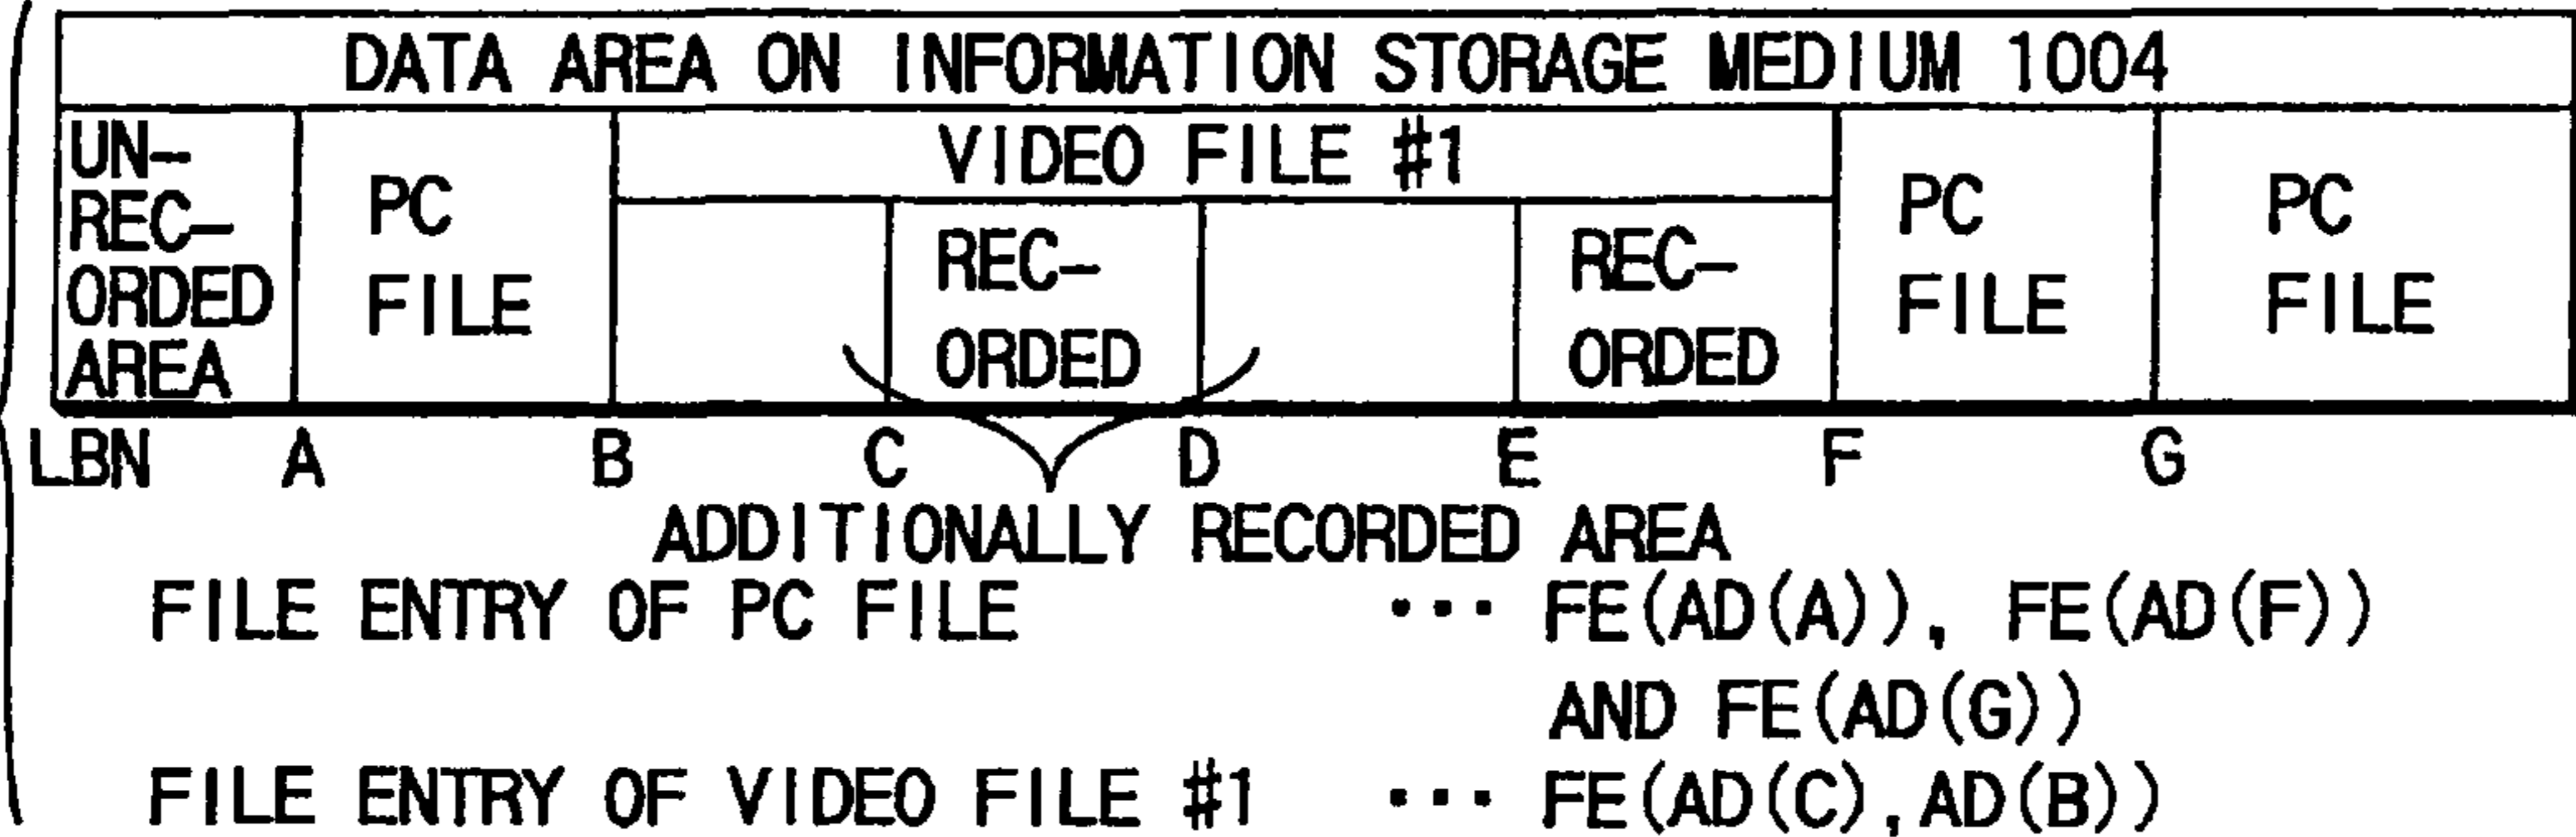 DATA AREA ON INFORMATION STORAGE MEDIUM 1004
UN-
REC-
ORDED
AREA
PC
FILE
VIDEO FILE #1
REC-
ORDED
REC-
ORDED
PC
FILE
PC
FILE
LBN A B C D E F G
ADDITIONALLY RECORDED AREA
FILE ENTRY OF PC FILE ··· FE(AD(A)), FE(AD(F))
AND FE(AD(G))
FILE ENTRY OF VIDEO FILE #1 ··· FE(AD(C),AD(B))